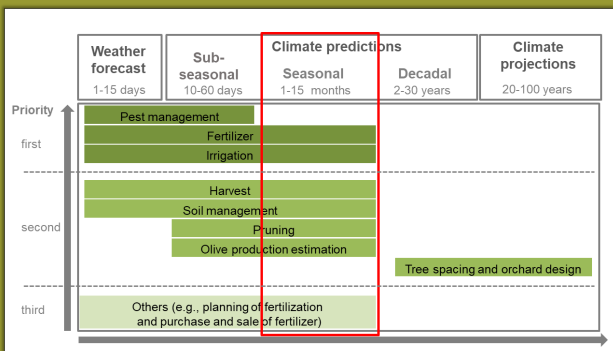 Weather
forecast
1-15 days
Climate predictions
Sub-
seasonal
10-60 days
Seasonal
1-15 months
Decadal
2-30 years
Climate
projections
20-100 years
Priority
first
Pest management
Fertilizer
Irrigation
second
Harvest
Soil management
Pruning
Olive production estimation
Tree spacing and orchard design
third
Others (e.g., planning of fertilization
and purchase and sale of fertilizer)